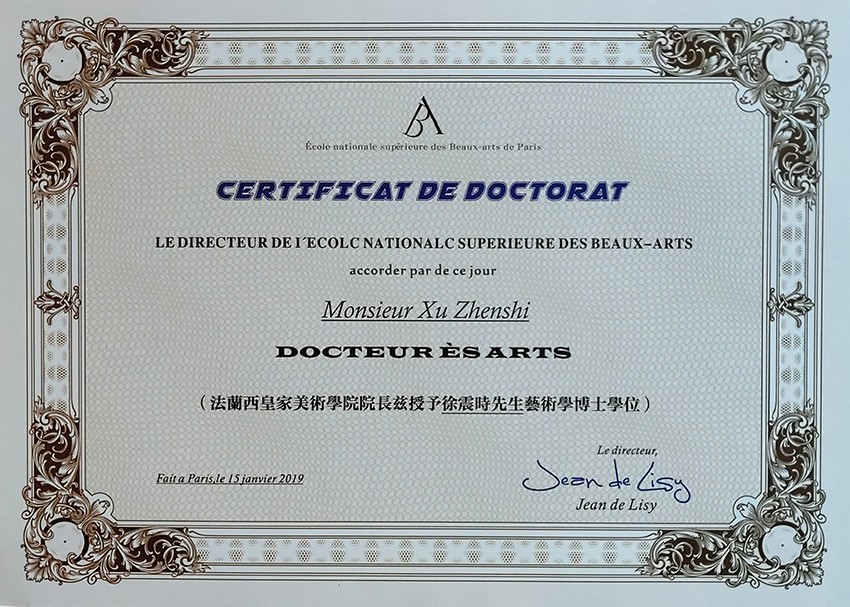 BA
École nationale supérieure des Beaux-arts de Paris
CERTIFICAT DE DOCTORAT
LE DIRECTEUR DE I´ECOLC NATIONALC SUPERIEURE DES BEAUX-ARTS
accorder par de ce jour
Monsieur Xu Zhenshi
DOCTEUR ÈS ARTS
（法蘭西皇家美術學院院長兹授予徐震時先生藝術學博士學位）
Le directeur,
Fait a Paris,le 15 janvier 2019
Jean de Lisy
Jean de Lisy